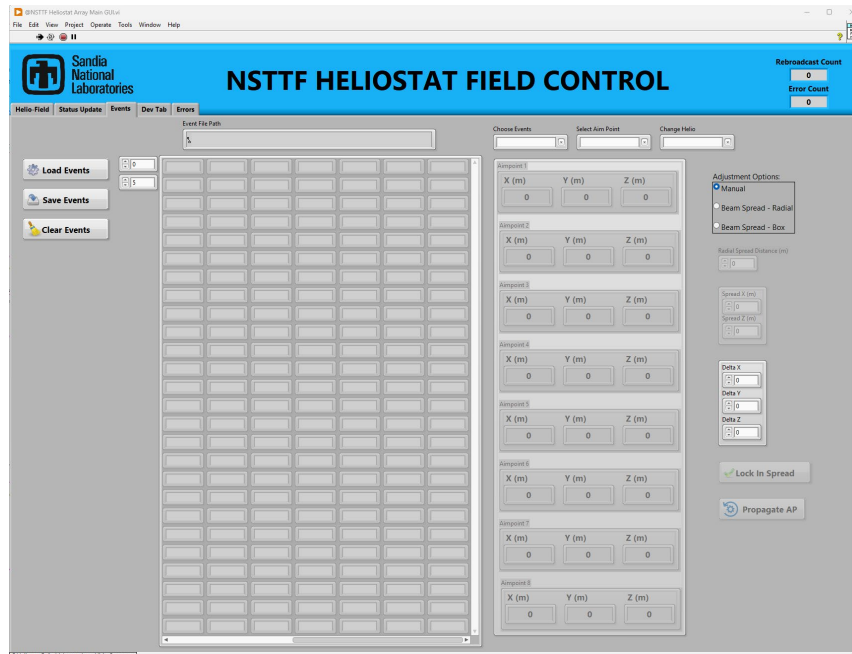 @NSTTF Heliostat Array Main GUI.vi
File Edit View Project Operate Tools Window Help
Sandia
National
Laboratories
NSTTF HELIOSTAT FIELD CONTROL
Rebroadcast Count
0
Error Count
0
Helio-Field Status Update Events Dev Tab Errors
Event File Path
Choose Events Select Aim Point Change Helio
Load Events
0
5
Save Events
Clear Events
Aimpoint 1
X (m) Y (m) Z (m)
0 0 0
Aimpoint 2
X (m) Y (m) Z (m)
0 0 0
Aimpoint 3
X (m) Y (m) Z (m)
0 0 0
Aimpoint 4
X (m) Y (m) Z (m)
0 0 0
Aimpoint 5
X (m) Y (m) Z (m)
0 0 0
Aimpoint 6
X (m) Y (m) Z (m)
0 0 0
Aimpoint 7
X (m) Y (m) Z (m)
0 0 0
Aimpoint 8
X (m) Y (m) Z (m)
0 0 0
Adjustment Options:
Manual
Beam Spread - Radial
Beam Spread - Box
Radial Spread Distance (m)
0
Spread X (m)
0
Spread Z (m)
0
Delta X
0
Delta Y
0
Delta Z
0
Lock In Spread
Propagate AP